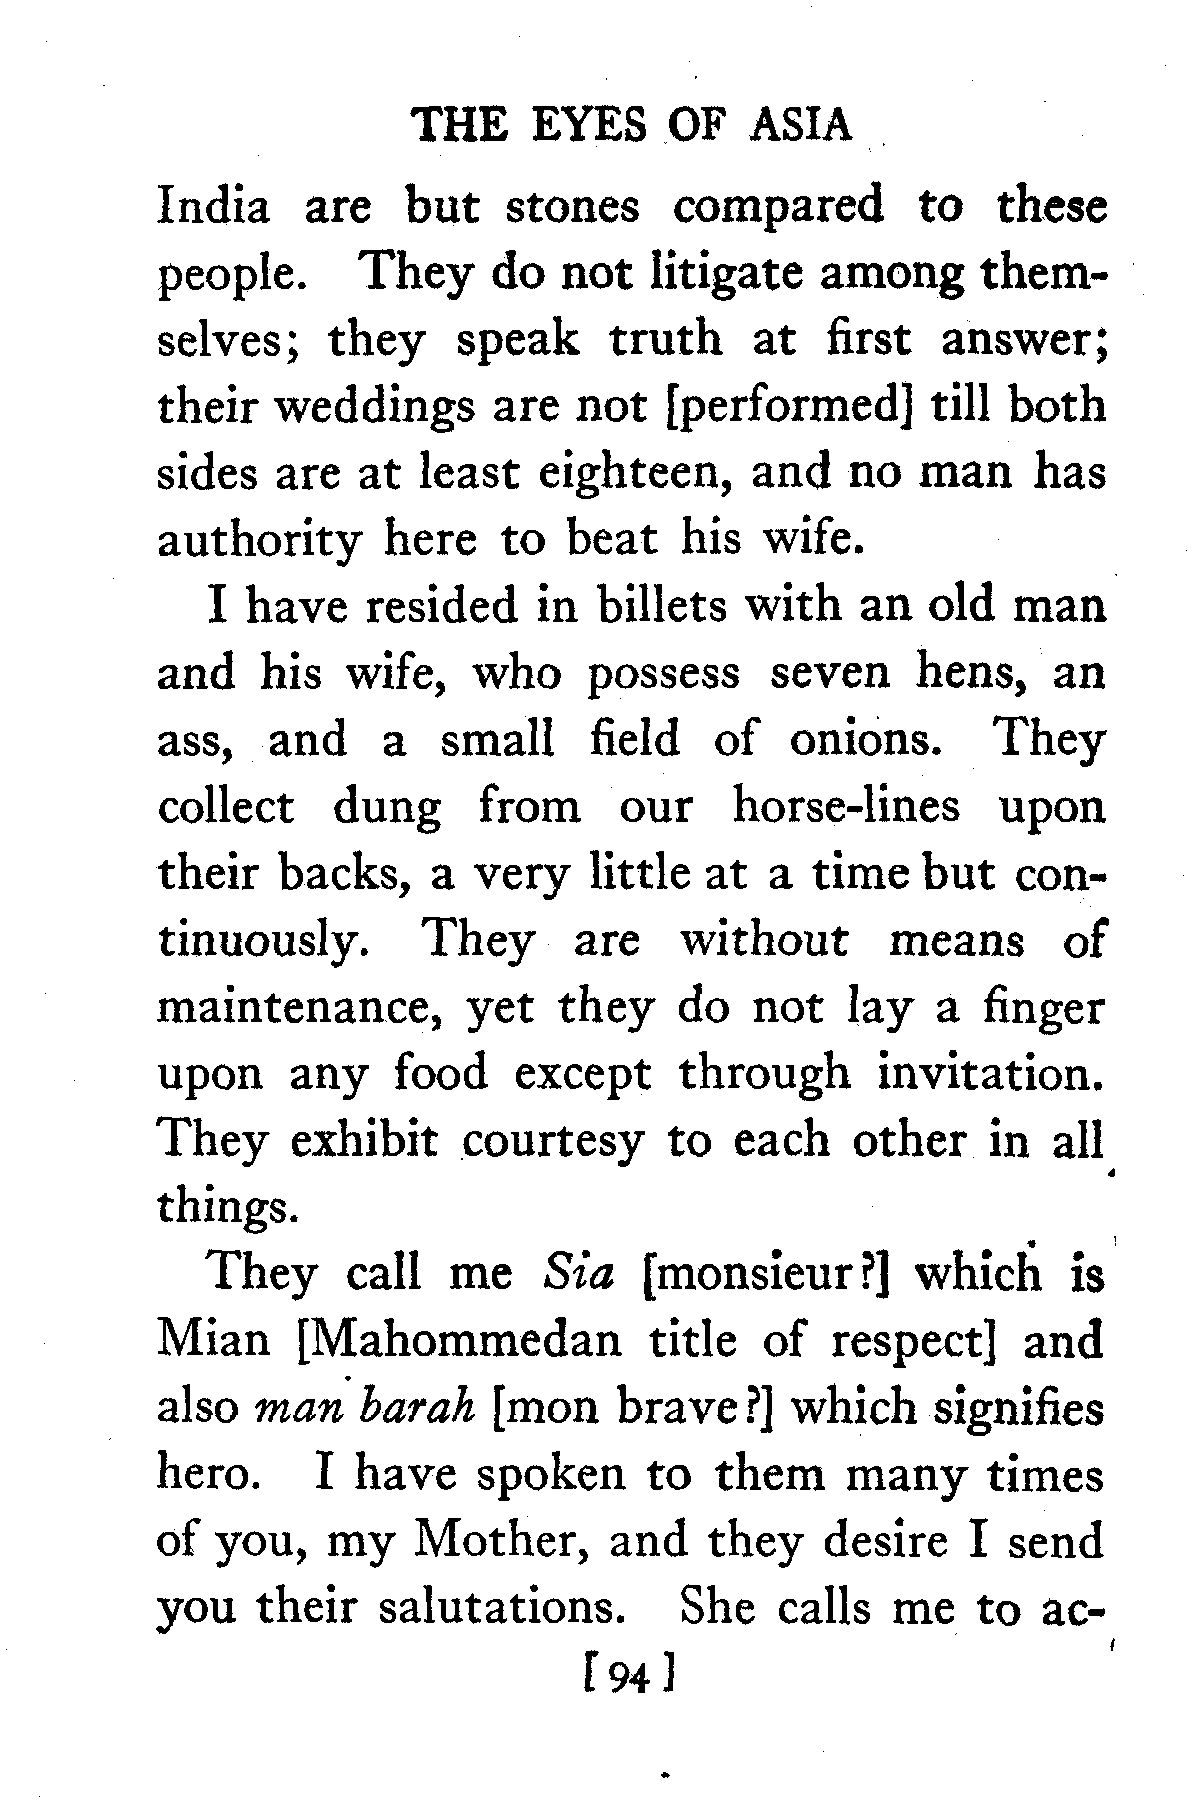 THE EYES OF ASIA
India are but stones compared to these
people. They do not litigate among them-
selves; they speak truth at first answer;
their weddings are not [performed] till both
sides are at least eighteen, and no man has
authority here to beat his wife.
I have resided in billets with an old man
and his wife, who possess seven hens, an
ass, and a small field of onions. They
collect dung from our horse-lines upon
their backs, a very little at a time but con-
tinuously. They are without means of
maintenance, yet they do not lay a finger
upon any food except through invitation.
They exhibit courtesy to each other in all
things.
They call me Sia [monsieur?] which is
Mian [Mahommedan title of respect] and
also man barah [mon brave?] which signifies
hero. I have spoken to them many times
of you, my Mother, and they desire I send
you their salutations. She calls me to ac-
[94]